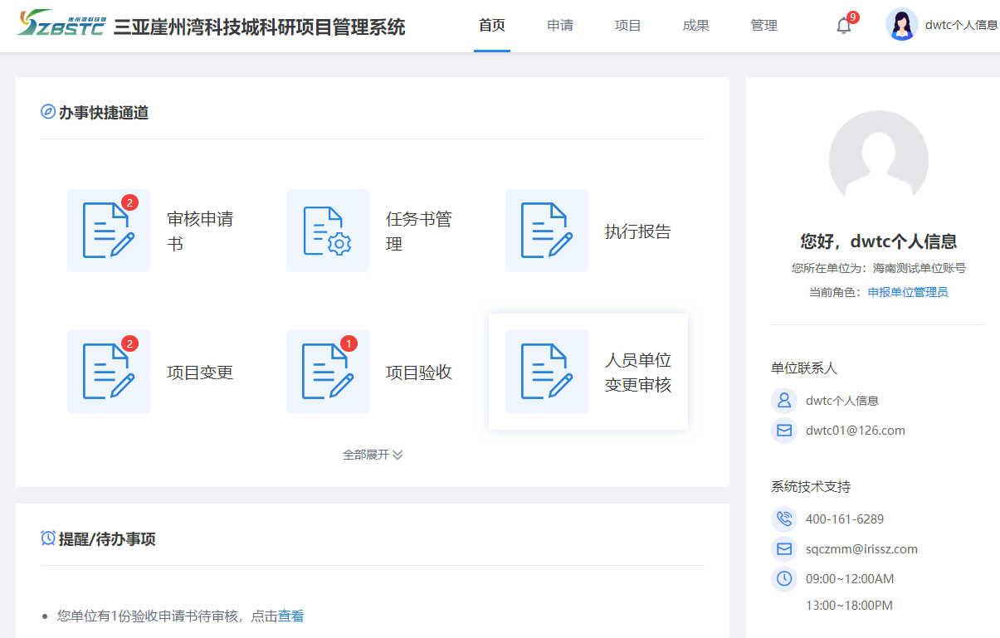 崖州湾科技城
ZBSTC
三亚崖州湾科技城科研项目管理系统
首页
申请
项目
成果
管理
9
dwtc个人信息
办事快捷通道
2
审核申请
书
任务书管
理
执行报告
2
项目变更
1
项目验收
人员单位
变更审核
全部展开
提醒/待办事项
您单位有1份验收申请书待审核，点击查看
您好，dwtc个人信息
您所在单位为：海南测试单位账号
当前角色：申报单位管理员
单位联系人
dwtc个人信息
dwtc01@126.com
系统技术支持
400-161-6289
sqczmm@irissz.com
09:00~12:00AM
13:00~18:00PM